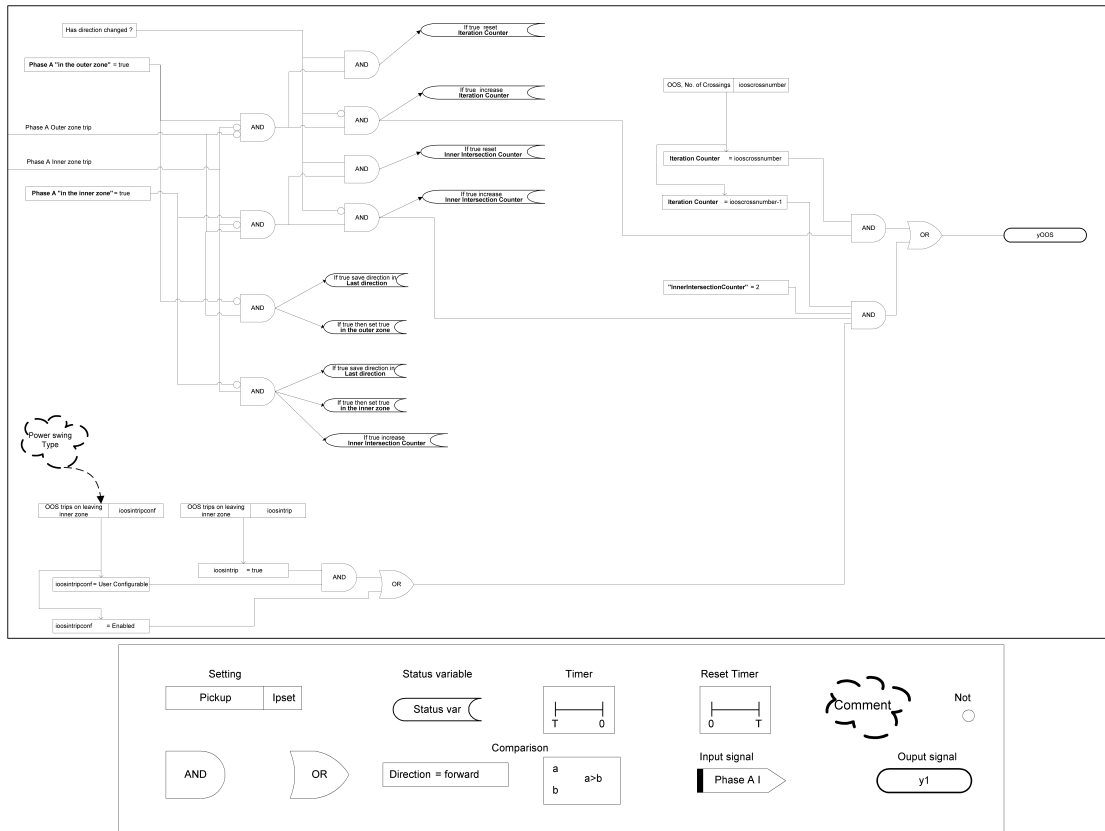 Has direction changed ?
If true reset
Iteration Counter
Phase A "in the outer zone" = true
AND
If true increase
Iteration Counter
OOS, No. of Crossings iooscrossnumber
Phase A Outer zone trip
AND
AND
Phase A Inner zone trip
If true reset
Inner Intersection Counter
Iteration Counter = iooscrossnumber
AND
Phase A "in the inner zone"= true
If true increase
Inner Intersection Counter
Iteration Counter = iooscrossnumber-1
AND
AND
AND
OR
yOOS
If true save direction in
Last direction
"InnerIntersectionCounter" = 2
AND
AND
If true then set true
in the outer zone
If true save direction in
Last direction
AND
If true then set true
in the inner zone
If true increase
Inner Intersection Counter
Power swing
Type
OOS trips on leaving
inner zone
ioosintripconf
OOS trips on leaving
inner zone
ioosintrip
ioosintrip = true
AND
ioosintripconf = User Configurable
OR
ioosintripconf = Enabled
Setting
Status variable
Timer
Reset Timer
Pickup Ipset
Status var
T 0
0 T
Comment
Not
Comparison
AND
OR
Direction = forward
a
b
a>b
Input signal
Phase A I
Ouput signal
y1